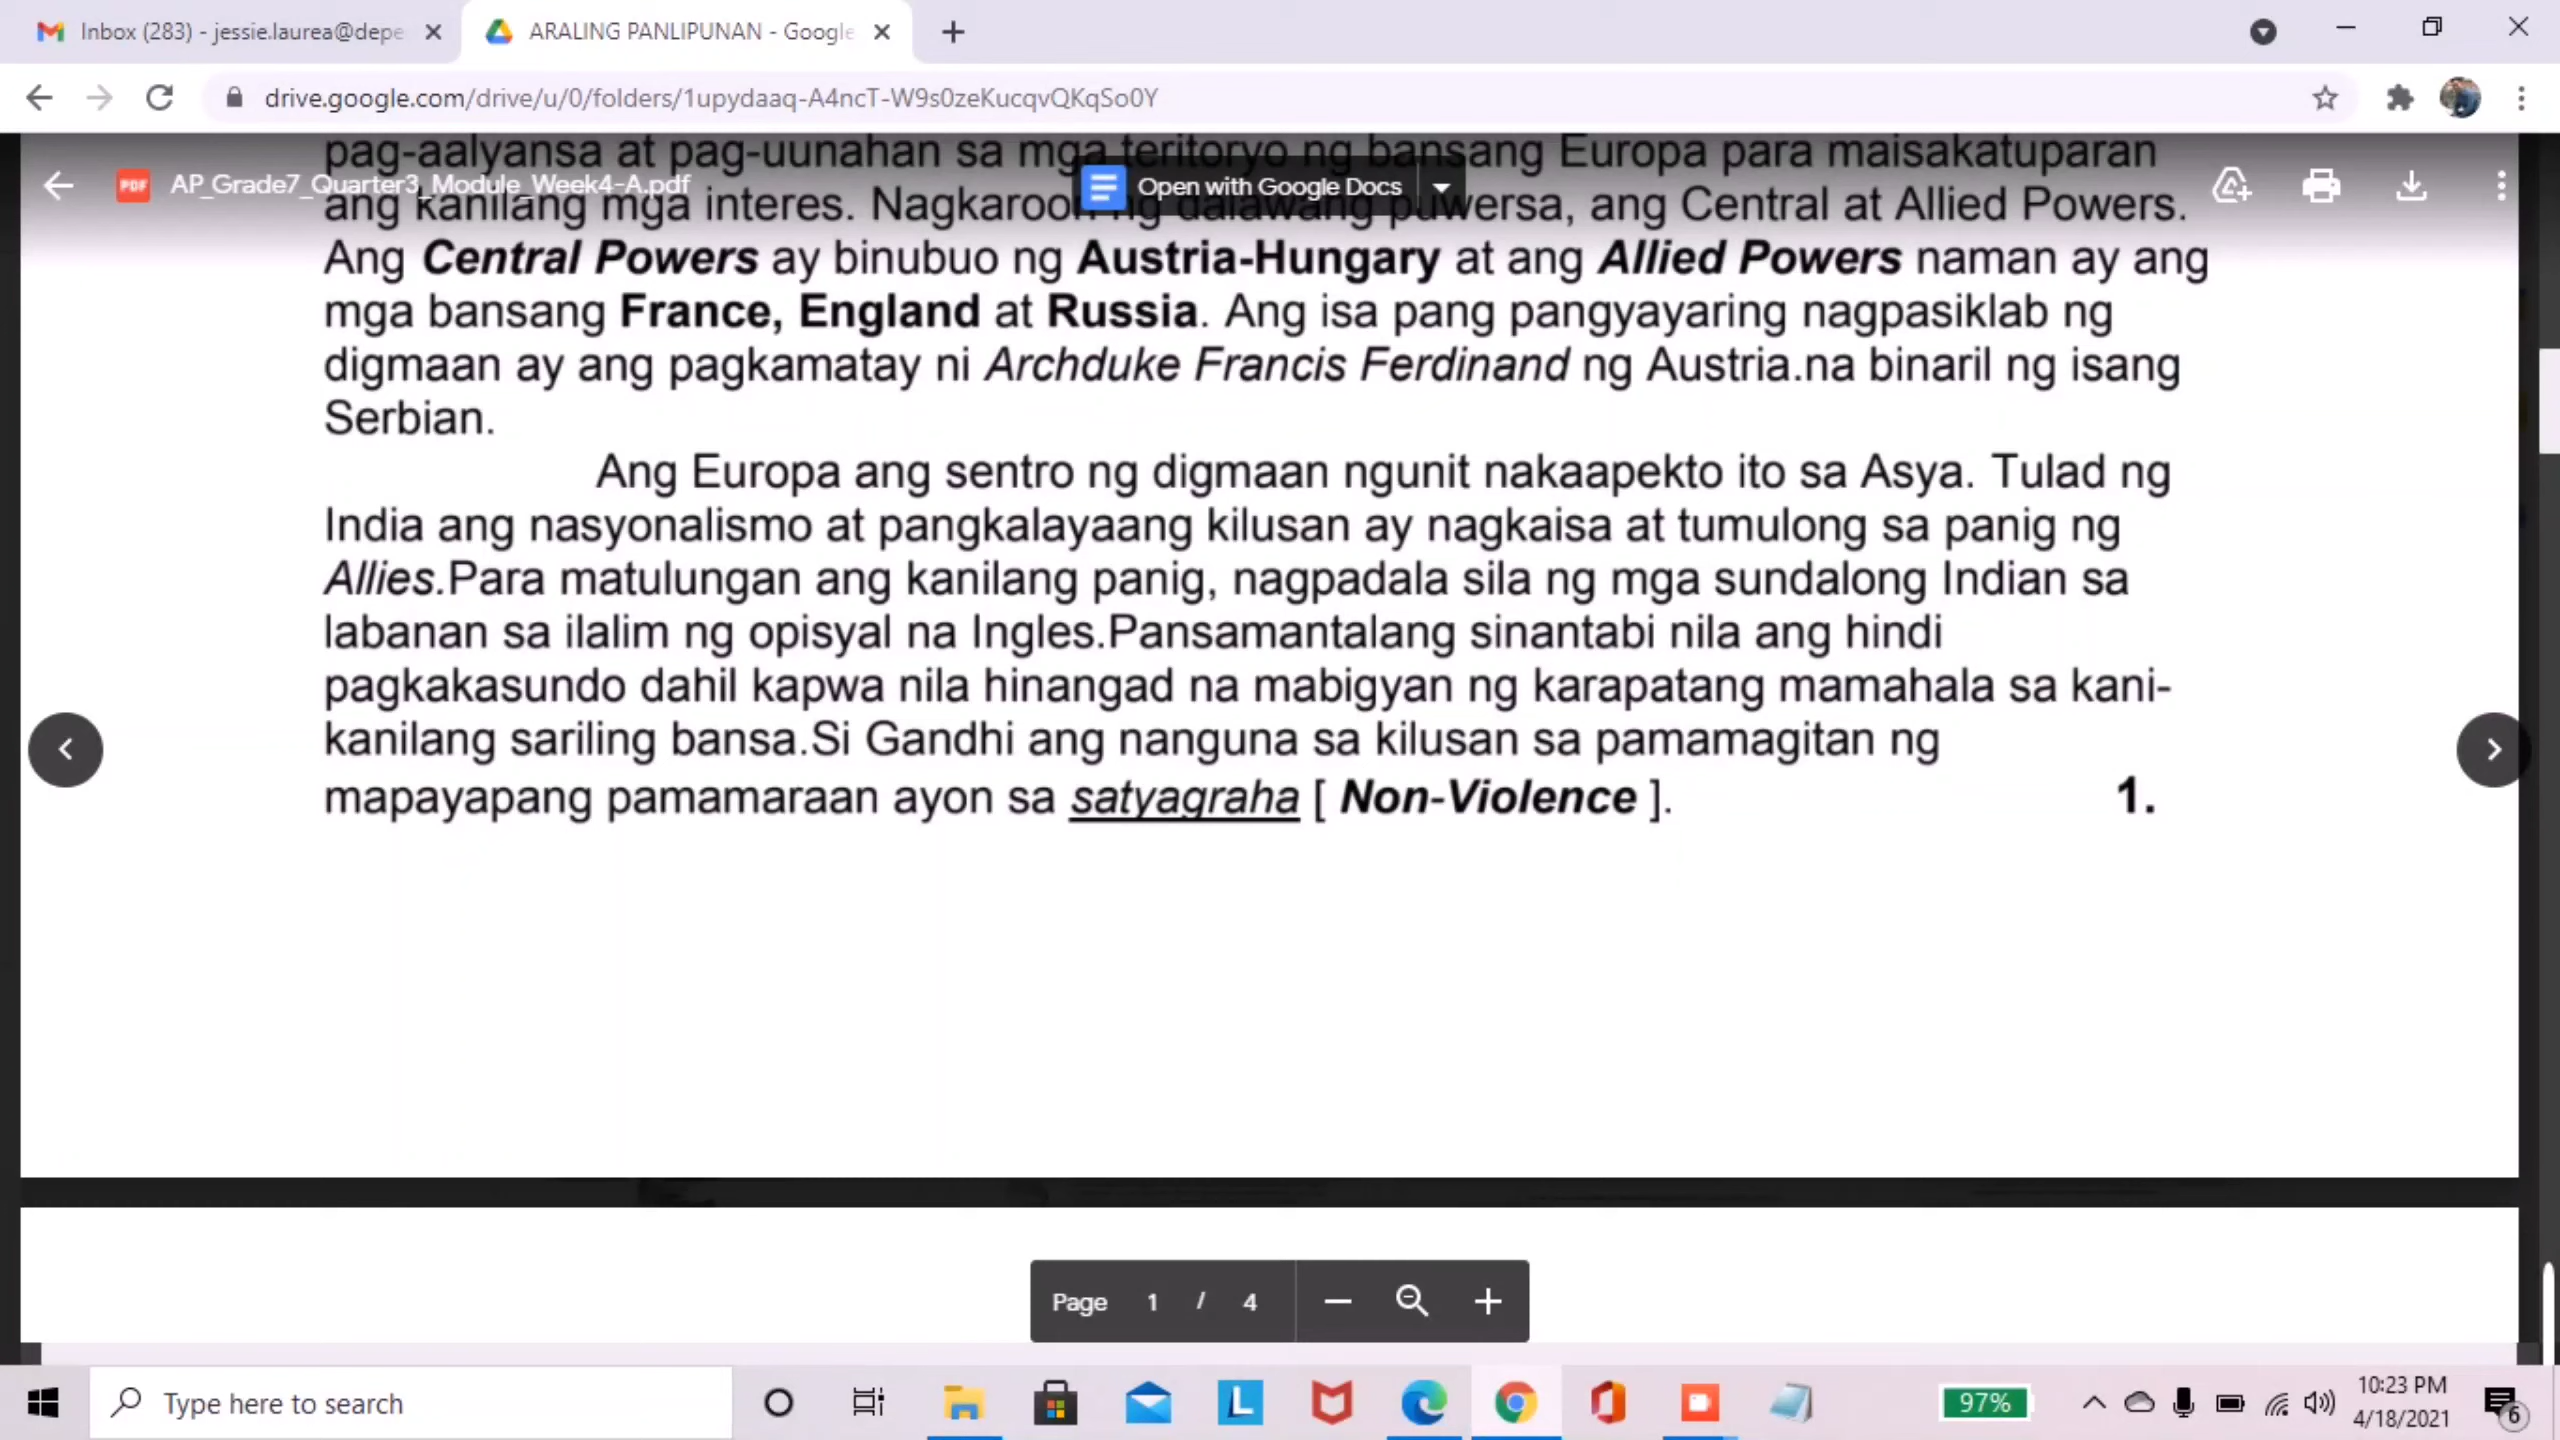 Inbox (283) - jessie.laurea@depe
ARALING PANLIPUNAN - Google
drive.google.com/drive/u/0/folders/1upydaaq-A4ncT-W9s0zeKucqvQKqSo0Y
pag-aalyansa at pag-uunahan sa mga teritoryo ng bansang Europa para maisakatuparan
PDF AP_Grade7_Quarter3_Module_Week4-A.pdf
Open with Google Docs
ang kanilang mga interes. Nagkaroon ng dalawang puwersa, ang Central at Allied Powers.
Ang Central Powers ay binubuo ng Austria-Hungary at ang Allied Powers naman ay ang
mga bansang France, England at Russia. Ang isa pang pangyayaring nagpasiklab ng
digmaan ay ang pagkamatay ni Archduke Francis Ferdinand ng Austria.na binaril ng isang
Serbian.
Ang Europa ang sentro ng digmaan ngunit nakaapekto ito sa Asya. Tulad ng
India ang nasyonalismo at pangkalayaang kilusan ay nagkaisa at tumulong sa panig ng
Allies.Para matulungan ang kanilang panig, nagpadala sila ng mga sundalong Indian sa
labanan sa ilalim ng opisyal na Ingles.Pansamantalang sinantabi nila ang hindi
pagkakasundo dahil kapwa nila hinangad na mabigyan ng karapatang mamahala sa kani-
kanilang sariling bansa.Si Gandhi ang nanguna sa kilusan sa pamamagitan ng
mapayapang pamamaraan ayon sa satyagraha [ Non-Violence ]. 1.
Page 1 / 4
Type here to search
L
97%
10:23 PM
4/18/2021
6